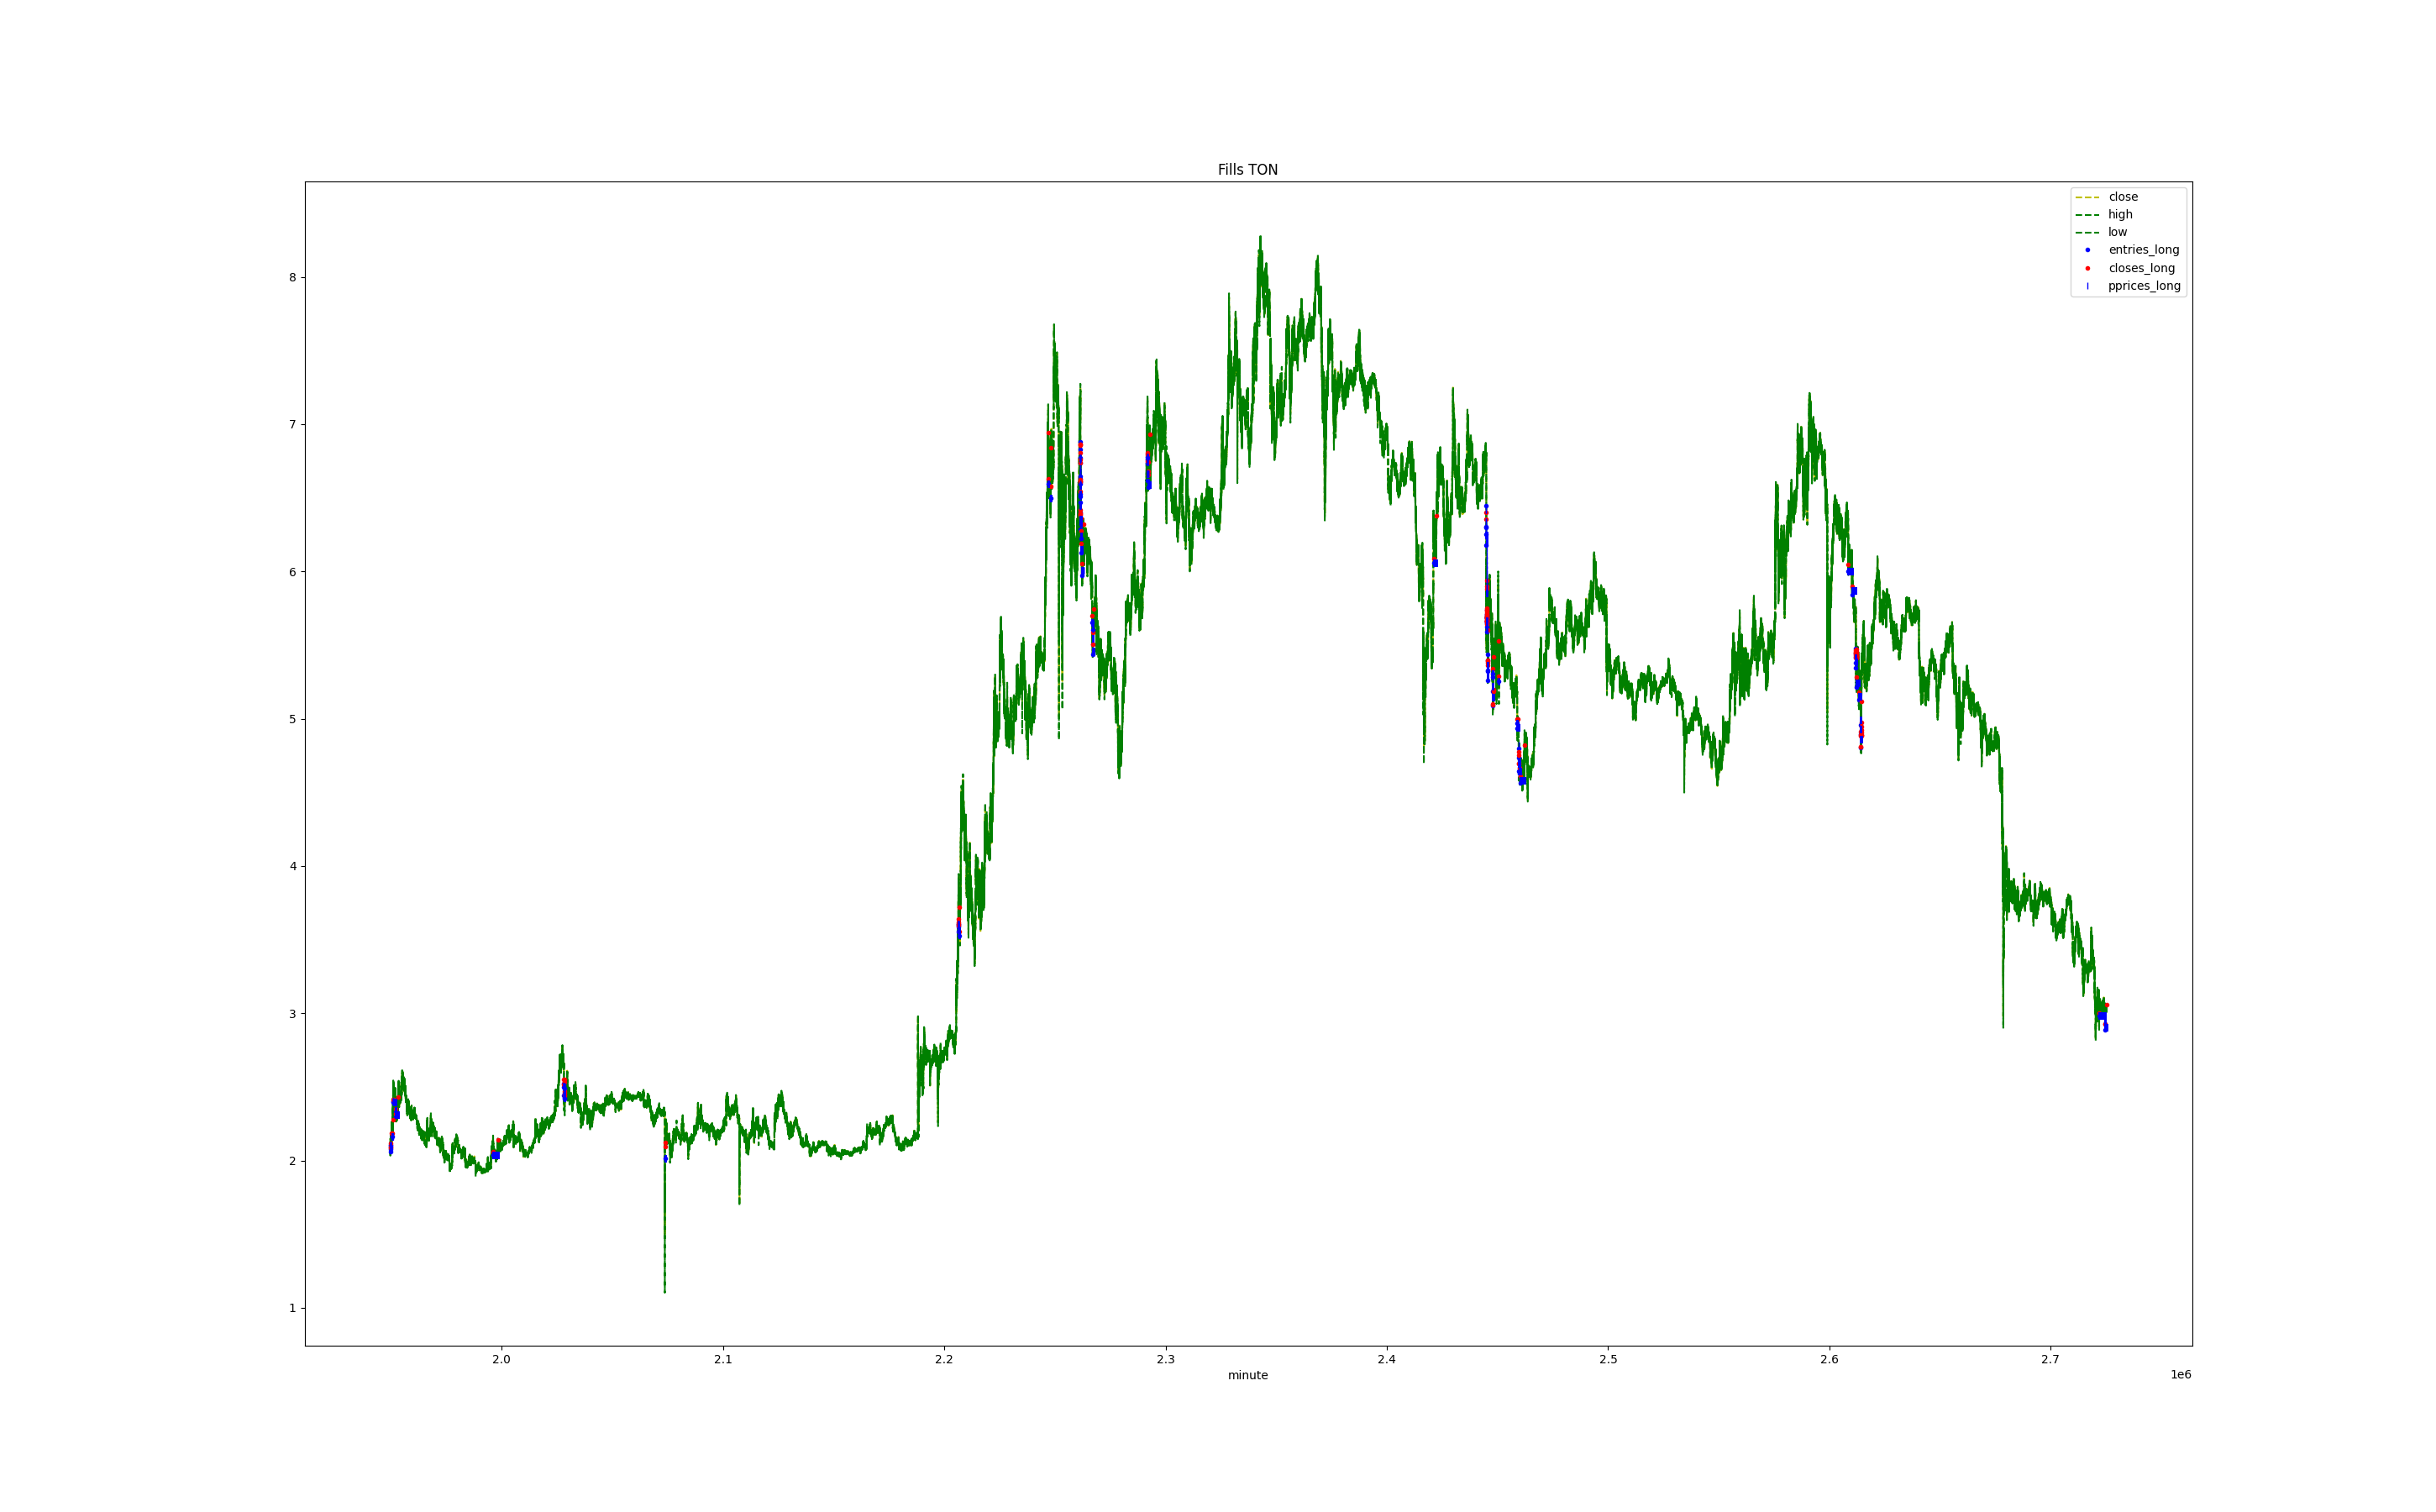 Fills TON
close
high
low
entries_long
closes_long
pprices_long
8
7
6
5
4
3
2
1
2.0 2.1 2.2 2.3 2.4 2.5 2.6 2.7
minute
1e6